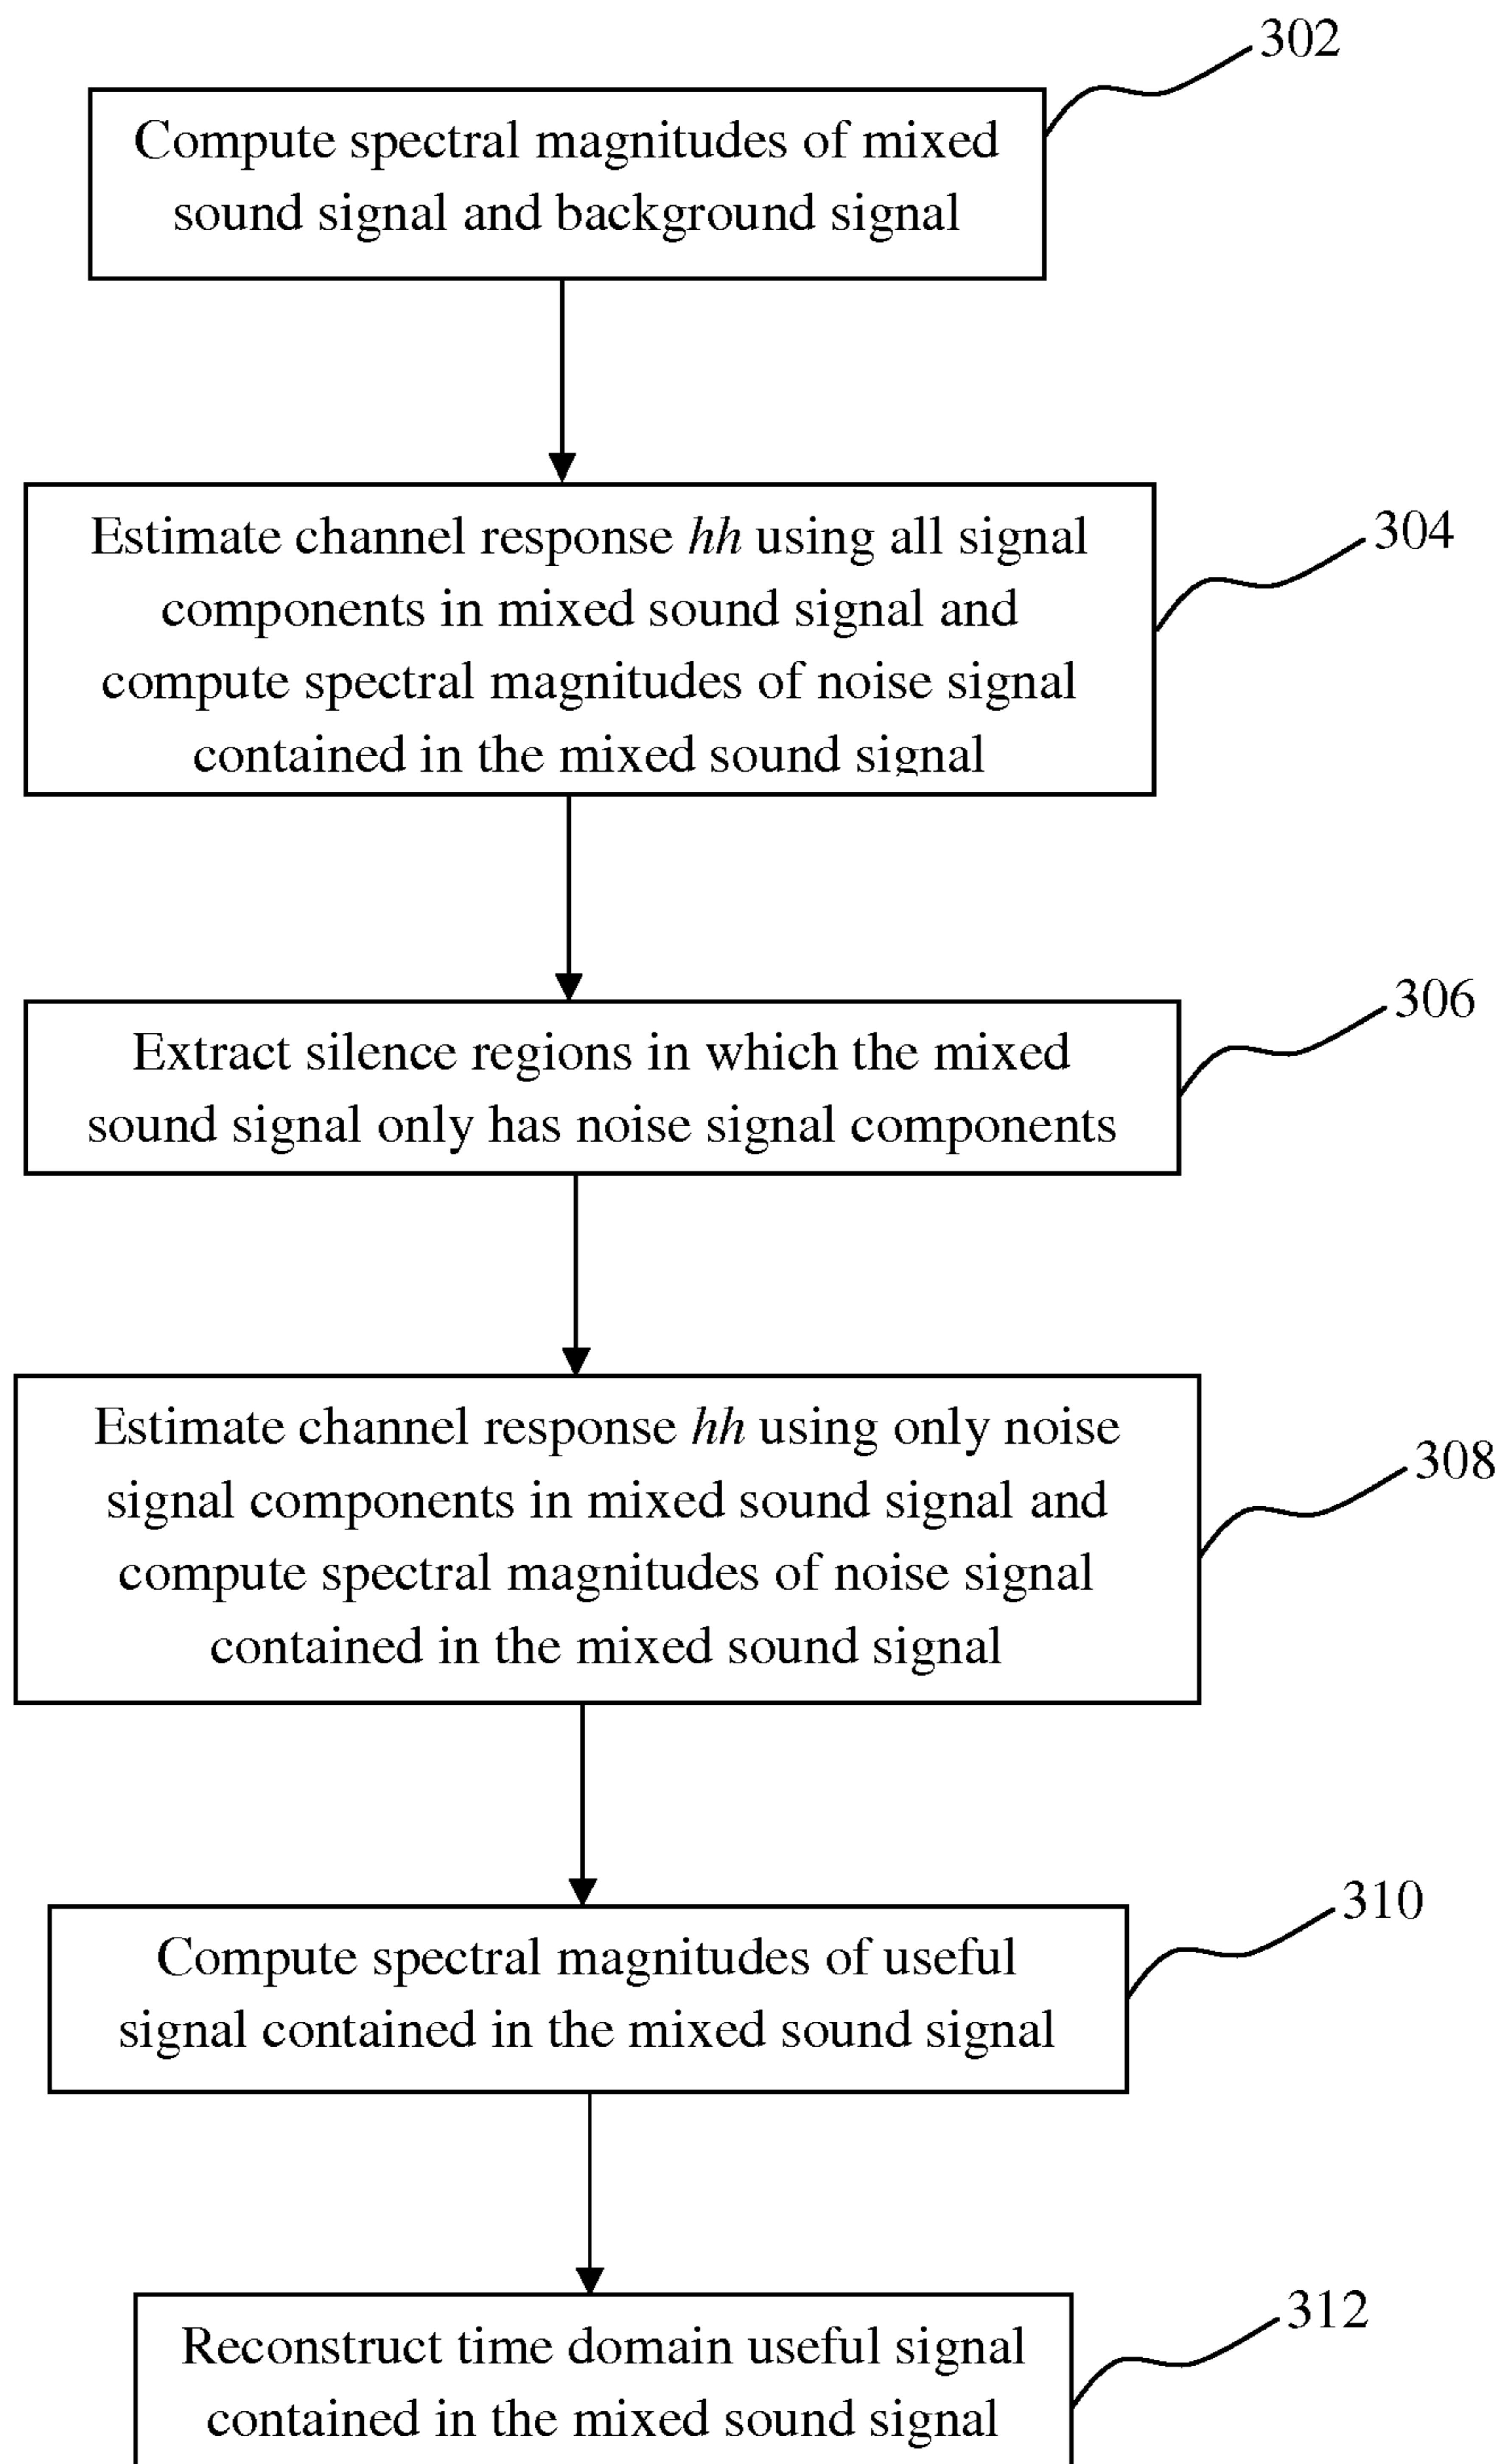 302
Compute spectral magnitudes of mixed
sound signal and background signal
304
Estimate channel response hh using all signal
components in mixed sound signal and
compute spectral magnitudes of noise signal
contained in the mixed sound signal
306
Extract silence regions in which the mixed
sound signal only has noise signal components
308
Estimate channel response hh using only noise
signal components in mixed sound signal and
compute spectral magnitudes of noise signal
contained in the mixed sound signal
310
Compute spectral magnitudes of useful
signal contained in the mixed sound signal
312
Reconstruct time domain useful signal
contained in the mixed sound signal